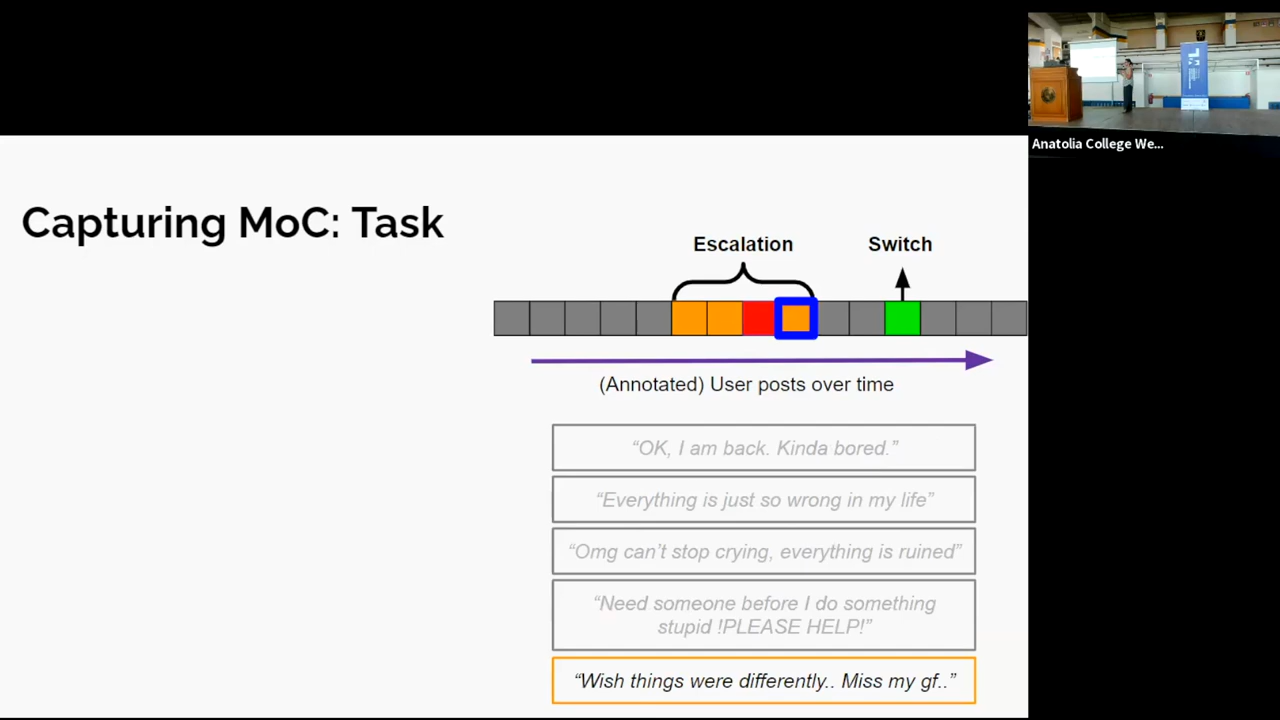 Anatolia College We...
Capturing MoC: Task
Escalation
Switch
(Annotated) User posts over time
“OK, I am back. Kinda bored.”
“Everything is just so wrong in my life”
“Omg can’t stop crying, everything is ruined”
“Need someone before I do something
stupid !PLEASE HELP!”
“Wish things were differently.. Miss my gf..”